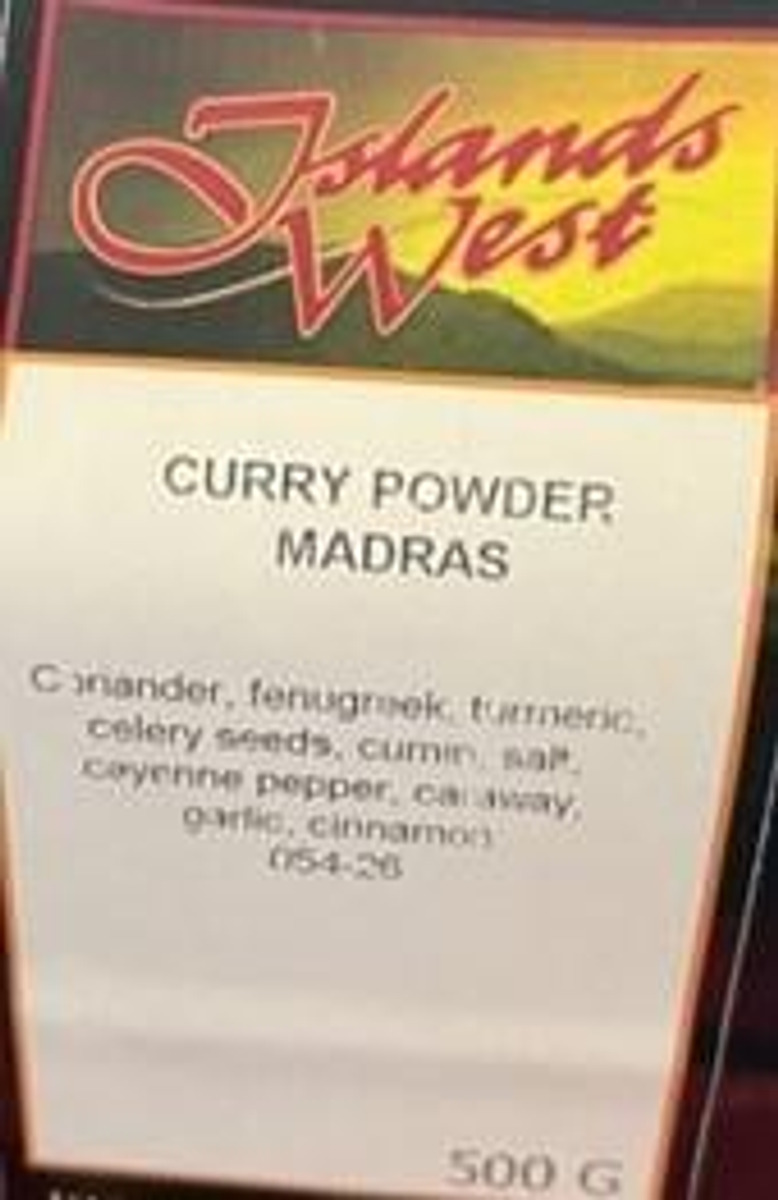 Islands
West
CURRY POWDER,
MADRAS
Coriander, fenugreek, turmeric,
celery seeds, cumin, salt,
cayenne pepper, caraway,
garlic, cinnamon
054-26
500 G